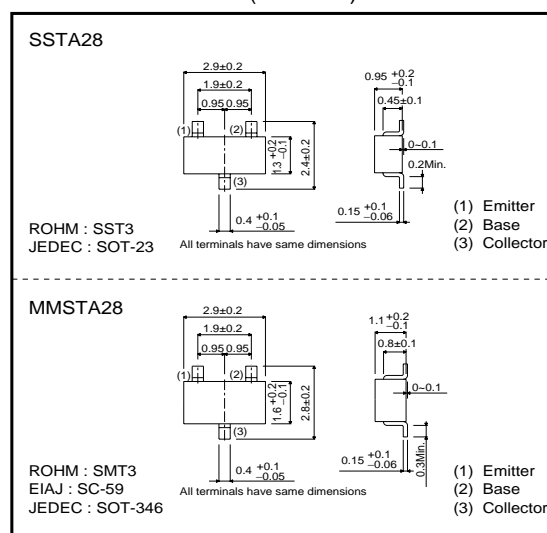 SSTA28
2.9±0.2
1.9±0.2
0.95 0.95
(1)
(2)
(3)
1.3 +0.2 −0.1
2.4±0.2
0.4 +0.1 −0.05
All terminals have same dimensions
0.95 +0.2 −0.1
0.45±0.1
0~0.1
0.2Min.
0.15 +0.1 −0.06
ROHM : SST3
JEDEC : SOT-23
(1) Emitter
(2) Base
(3) Collector
MMSTA28
2.9±0.2
1.9±0.2
0.95 0.95
(1)
(2)
(3)
1.6 +0.2 −0.1
2.8±0.2
0.4 +0.1 −0.05
All terminals have same dimensions
1.1 +0.2 −0.1
0.8±0.1
0~0.1
0.3Min.
0.15 +0.1 −0.06
ROHM : SMT3
EIAJ : SC-59
JEDEC : SOT-346
(1) Emitter
(2) Base
(3) Collector